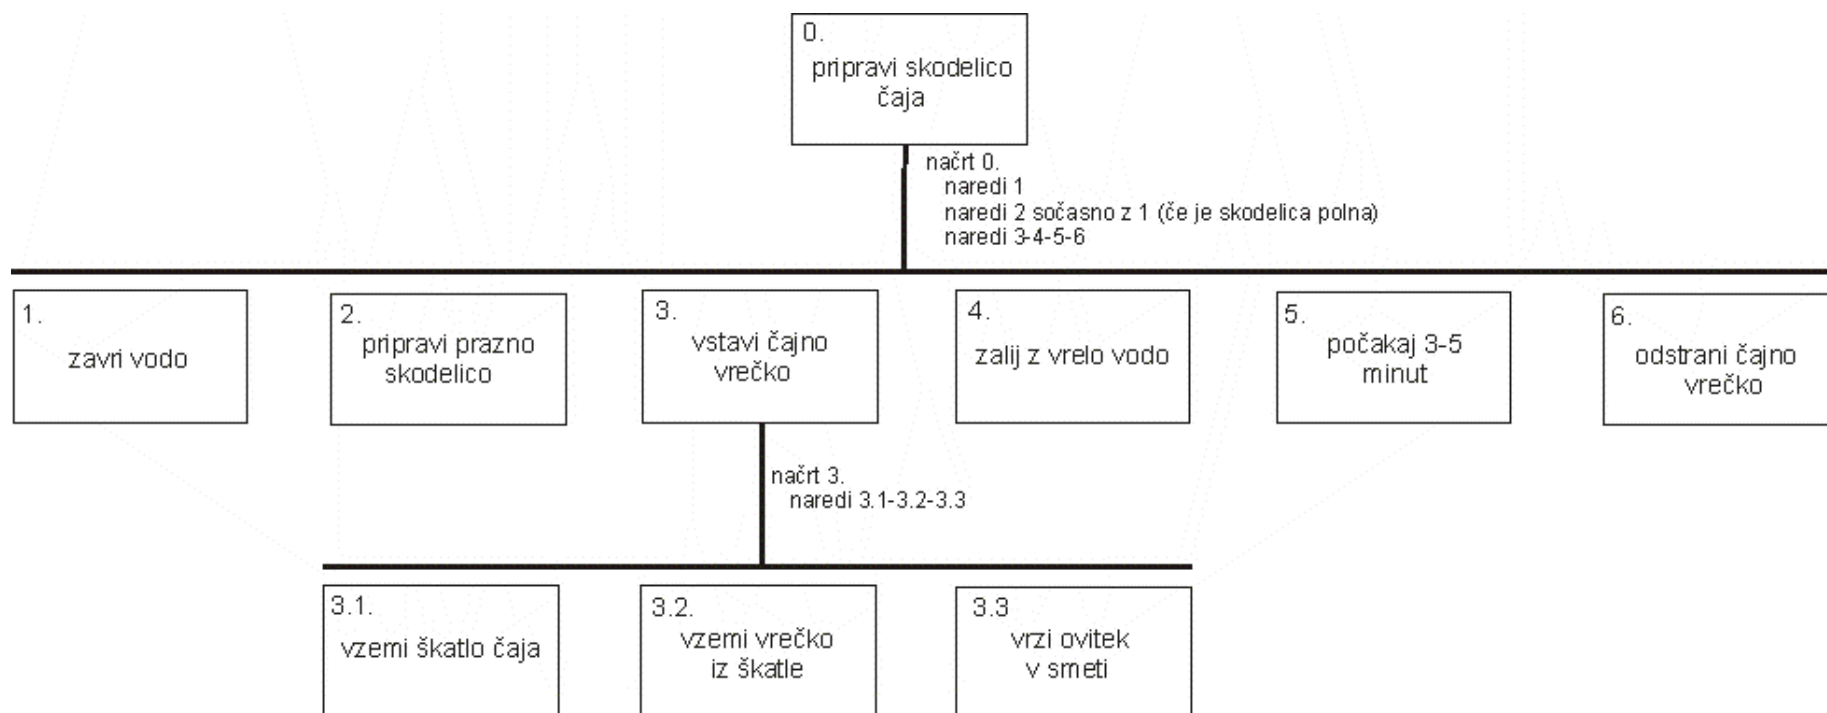 0.
pripravi skodelico
čaja
načrt 0.
naredi 1
naredi 2 sočasno z 1 (če je skodelica polna)
naredi 3-4-5-6
1.
zavri vodo
2.
pripravi prazno
skodelico
3.
vstavi čajno
vrečko
4.
zalij z vrelo vodo
5.
počakaj 3-5
minut
6.
odstrani čajno
vrečko
načrt 3.
naredi 3.1-3.2-3.3
3.1.
vzemi škatlo čaja
3.2.
vzemi vrečko
iz škatle
3.3
vrzi ovitek
v smeti